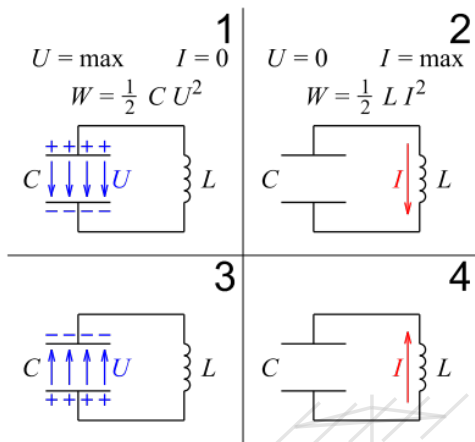 1
U = max I = 0
W = ½ C U²
++++
C U L
−−−−
2
U = 0 I = max
W = ½ L I²
C I L
3
−−−−
C U L
++++
4
C I L